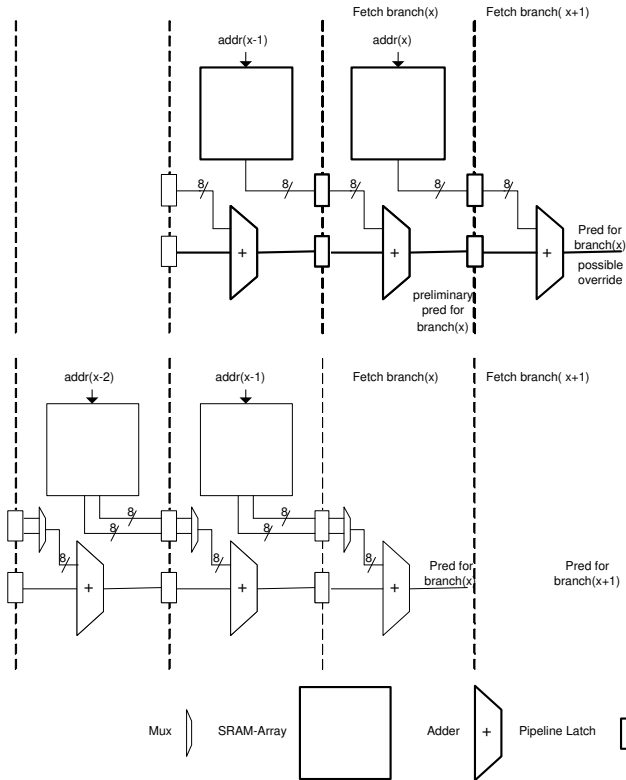 Fetch branch(x) Fetch branch( x+1)
addr(x-1) addr(x)
8 8 8 8 8
+ + +
Pred for
branch(x)
possible
override
preliminary
pred for
branch(x)
addr(x-2) addr(x-1) Fetch branch(x) Fetch branch( x+1)
8 8
8 8
8 8 8
+ + +
Pred for
branch(x
Pred for
branch(x+1)
Mux SRAM-Array Adder + Pipeline Latch